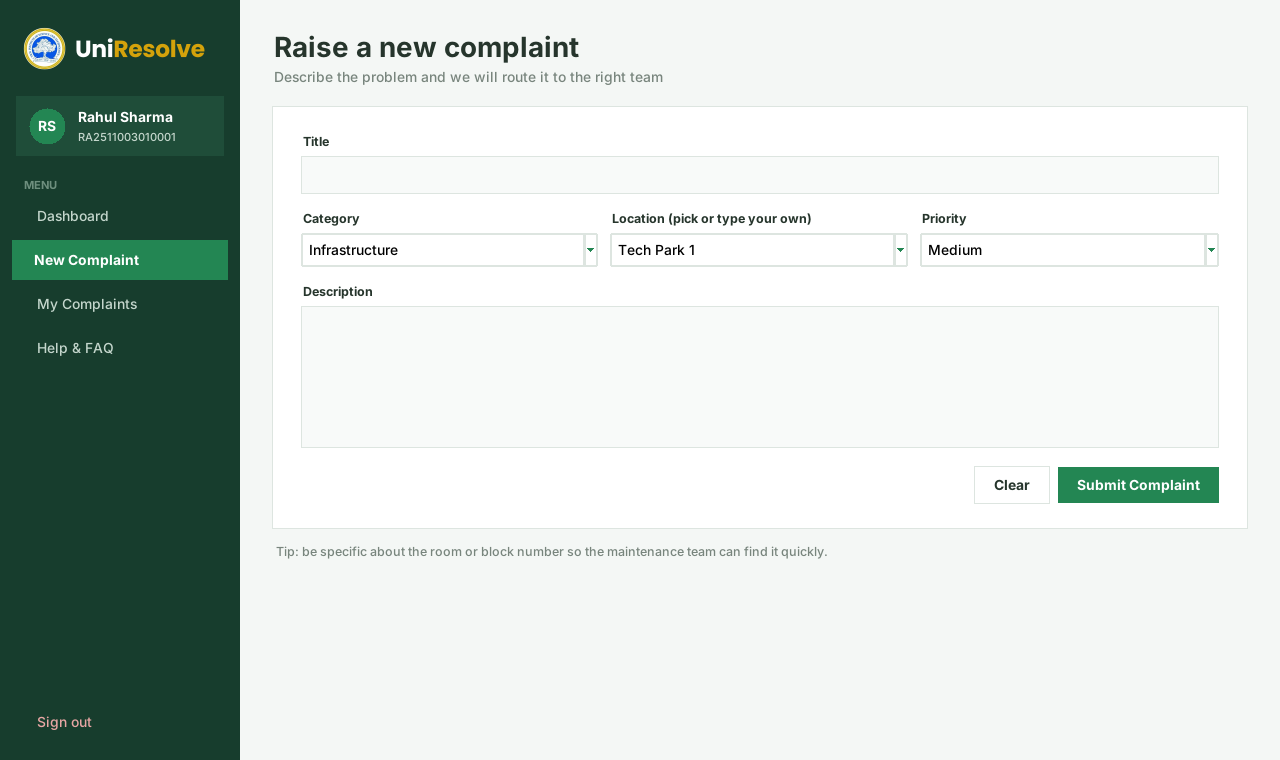 UniResolve
RS
Rahul Sharma
RA2511003010001
MENU
Dashboard
New Complaint
My Complaints
Help & FAQ
Sign out
Raise a new complaint
Describe the problem and we will route it to the right team
Title
Category
Location (pick or type your own)
Priority
Infrastructure
Tech Park 1
Medium
Description
Clear
Submit Complaint
Tip: be specific about the room or block number so the maintenance team can find it quickly.